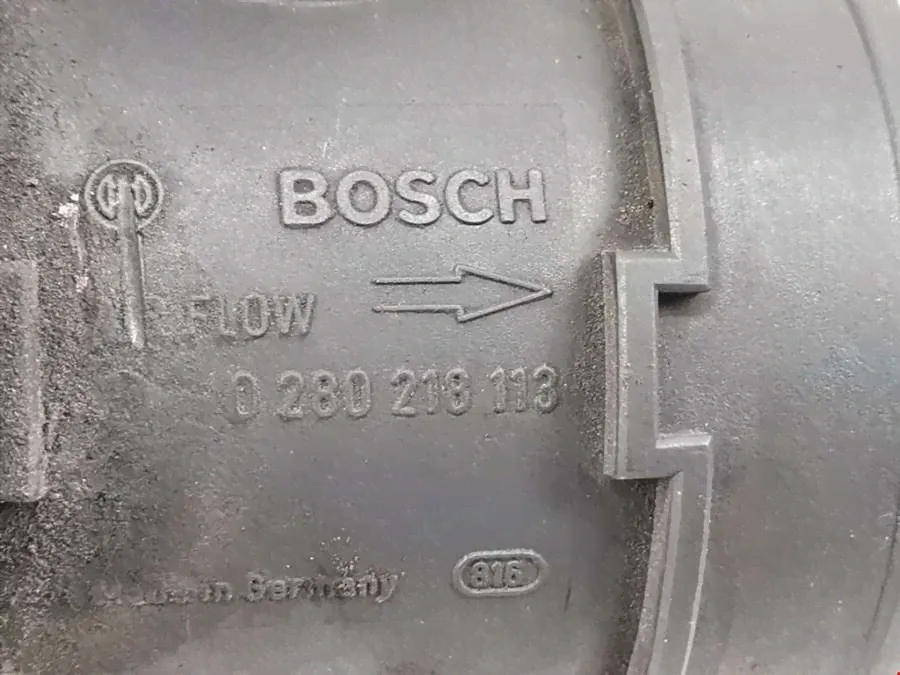 BOSCH
FLOW
0 280 218 113
Germany
816